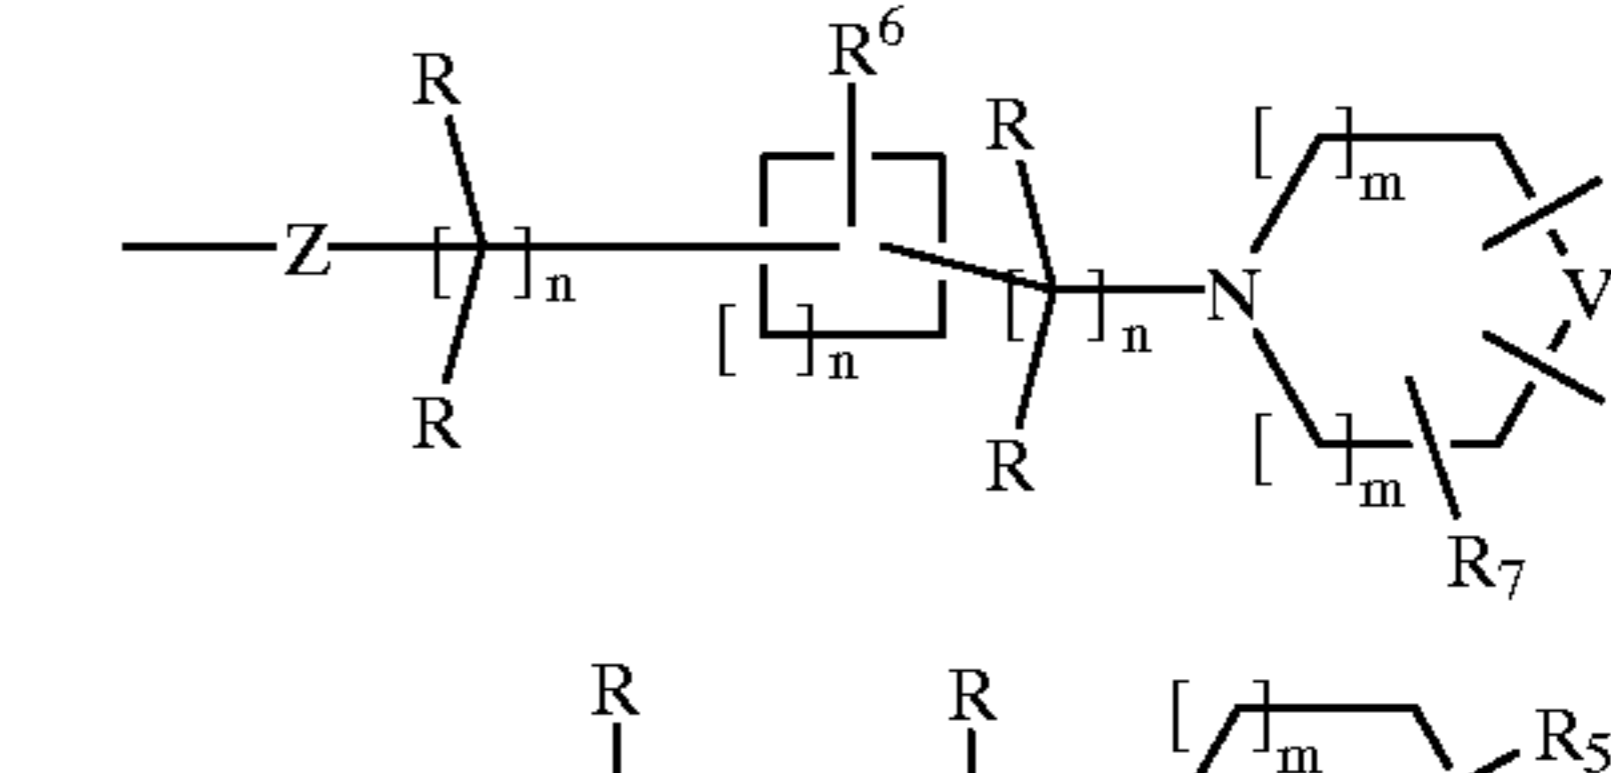 R⁶
R R [ ]m
Z [ ]n [ ]n [ ]n N V
R R [ ]m
R₇
R R [ ]m R₅